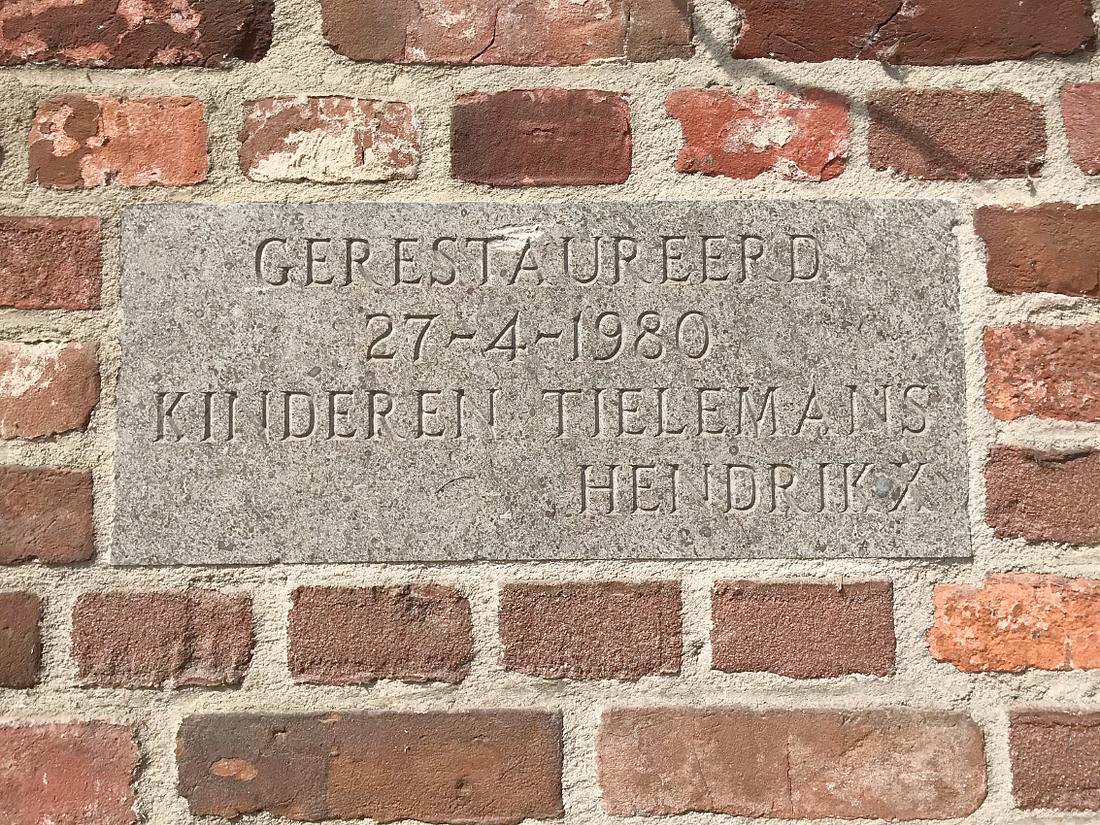 GERESTAUREERD
27-4-1980
KINDEREN TIELEMANS
HENDRIKX